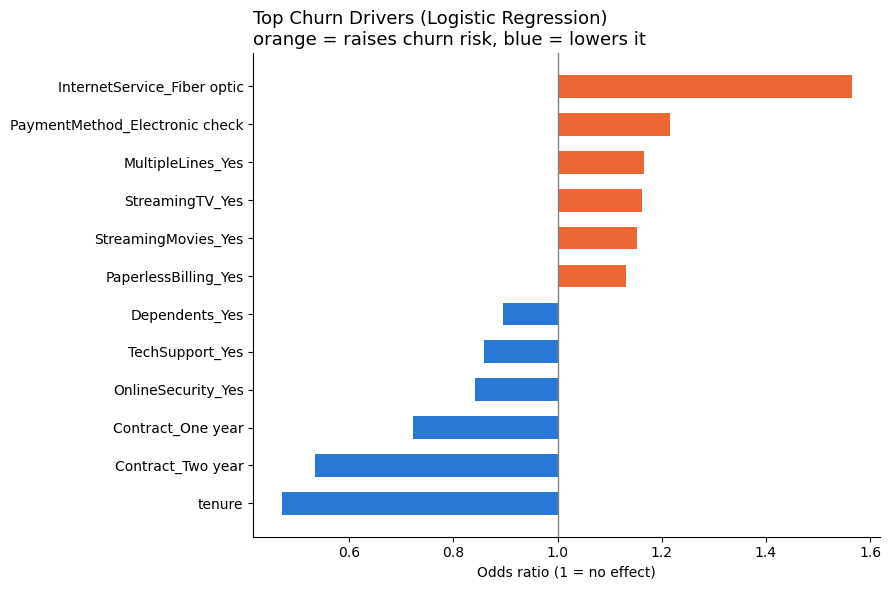 Top Churn Drivers (Logistic Regression)
orange = raises churn risk, blue = lowers it
InternetService_Fiber optic
PaymentMethod_Electronic check
MultipleLines_Yes
StreamingTV_Yes
StreamingMovies_Yes
PaperlessBilling_Yes
Dependents_Yes
TechSupport_Yes
OnlineSecurity_Yes
Contract_One year
Contract_Two year
tenure
0.6 0.8 1.0 1.2 1.4 1.6
Odds ratio (1 = no effect)